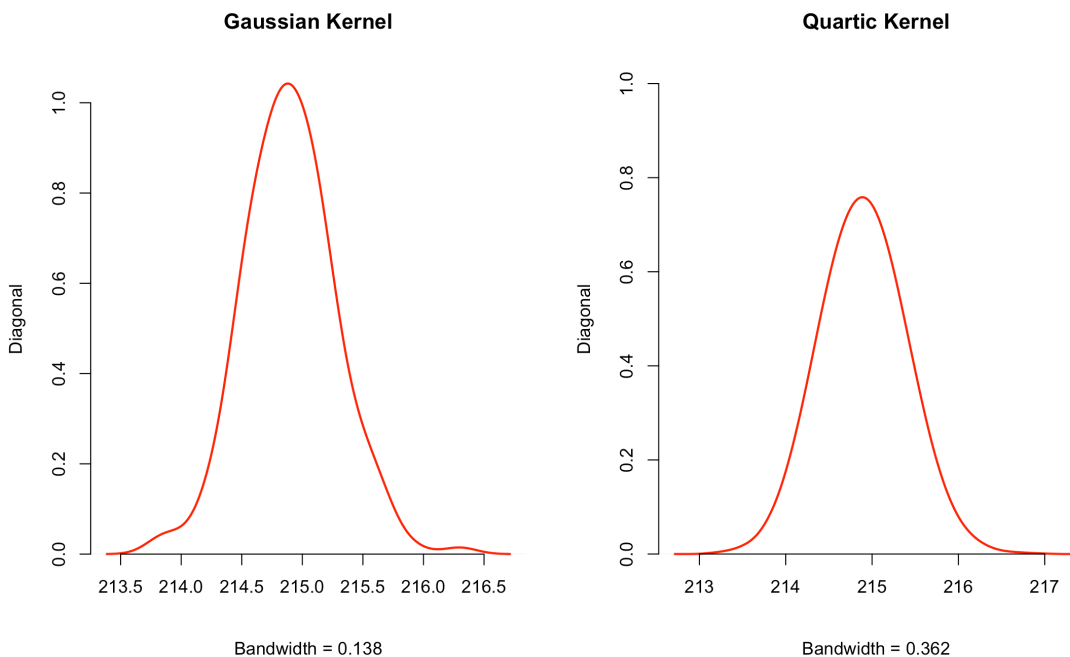 Gaussian Kernel
Diagonal
1.0
0.8
0.6
0.4
0.2
0.0
213.5 214.0 214.5 215.0 215.5 216.0 216.5
Bandwidth = 0.138
Quartic Kernel
Diagonal
1.0
0.8
0.6
0.4
0.2
0.0
213 214 215 216 217
Bandwidth = 0.362